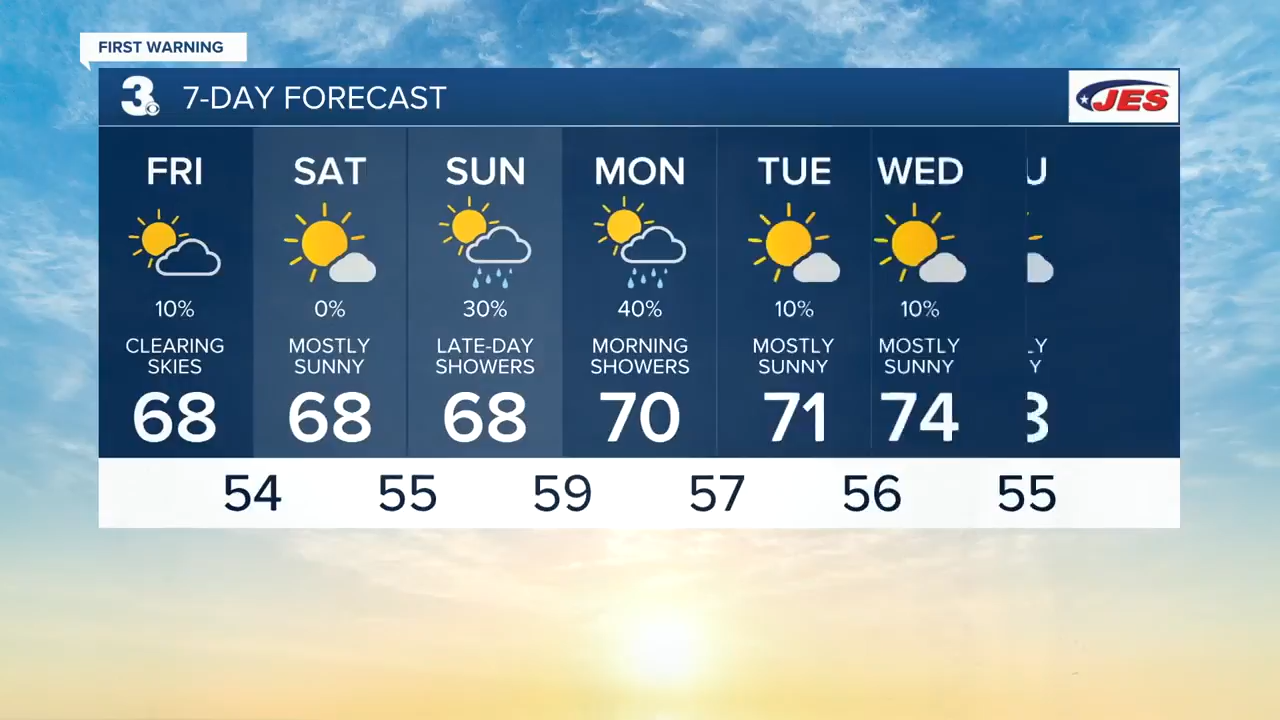 FIRST WARNING
3 7-DAY FORECAST
JES
FRI SAT SUN MON TUE WED U
10% 0% 30% 40% 10% 10%
CLEARING MOSTLY LATE-DAY MORNING MOSTLY MOSTLY LY
SKIES SUNNY SHOWERS SHOWERS SUNNY SUNNY Y
68 68 68 70 71 74
54 55 59 57 56 55